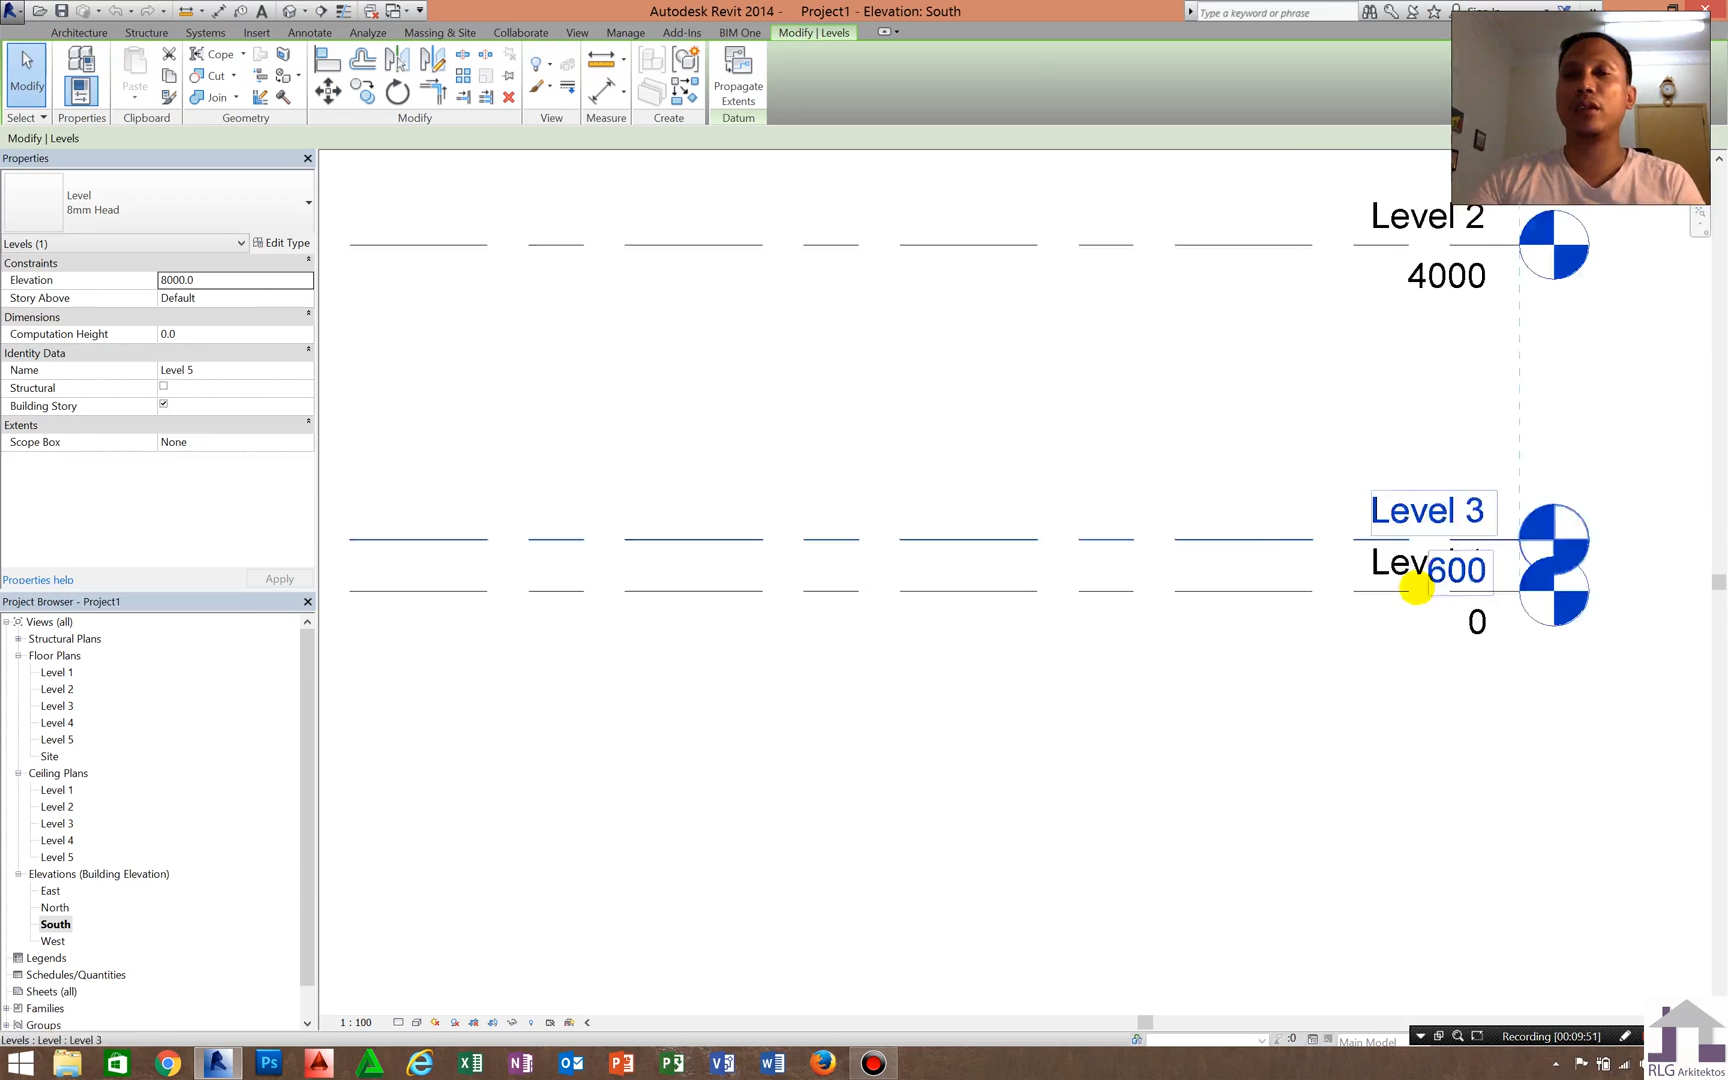 Autodesk Revit 2014 - Project1 - Elevation: South
Type a keyword or phrase
Architecture Structure Systems Insert Annotate Analyze Massing & Site Collaborate View Manage Add-Ins BIM One Modify | Levels
Modify
Paste
Cope
Cut
Join
Propagate
Extents
Select Properties Clipboard Geometry Modify View Measure Create Datum
Modify | Levels
Properties
Level
8mm Head
Levels (1) Edit Type
Constraints
Elevation 8000.0
Story Above Default
Dimensions
Computation Height 0.0
Identity Data
Name Level 5
Structural
Building Story
Extents
Scope Box None
Properties help Apply
Project Browser - Project1
Views (all)
Structural Plans
Floor Plans
Level 1
Level 2
Level 3
Level 4
Level 5
Site
Ceiling Plans
Level 1
Level 2
Level 3
Level 4
Level 5
Elevations (Building Elevation)
East
North
South
West
Legends
Schedules/Quantities
Sheets (all)
Families
Groups
Level 2
4000
Level 3
600
0
1 : 100
Levels : Level : Level 3
:0
Main Model
Recording [00:09:51]
RLG Arkitektos